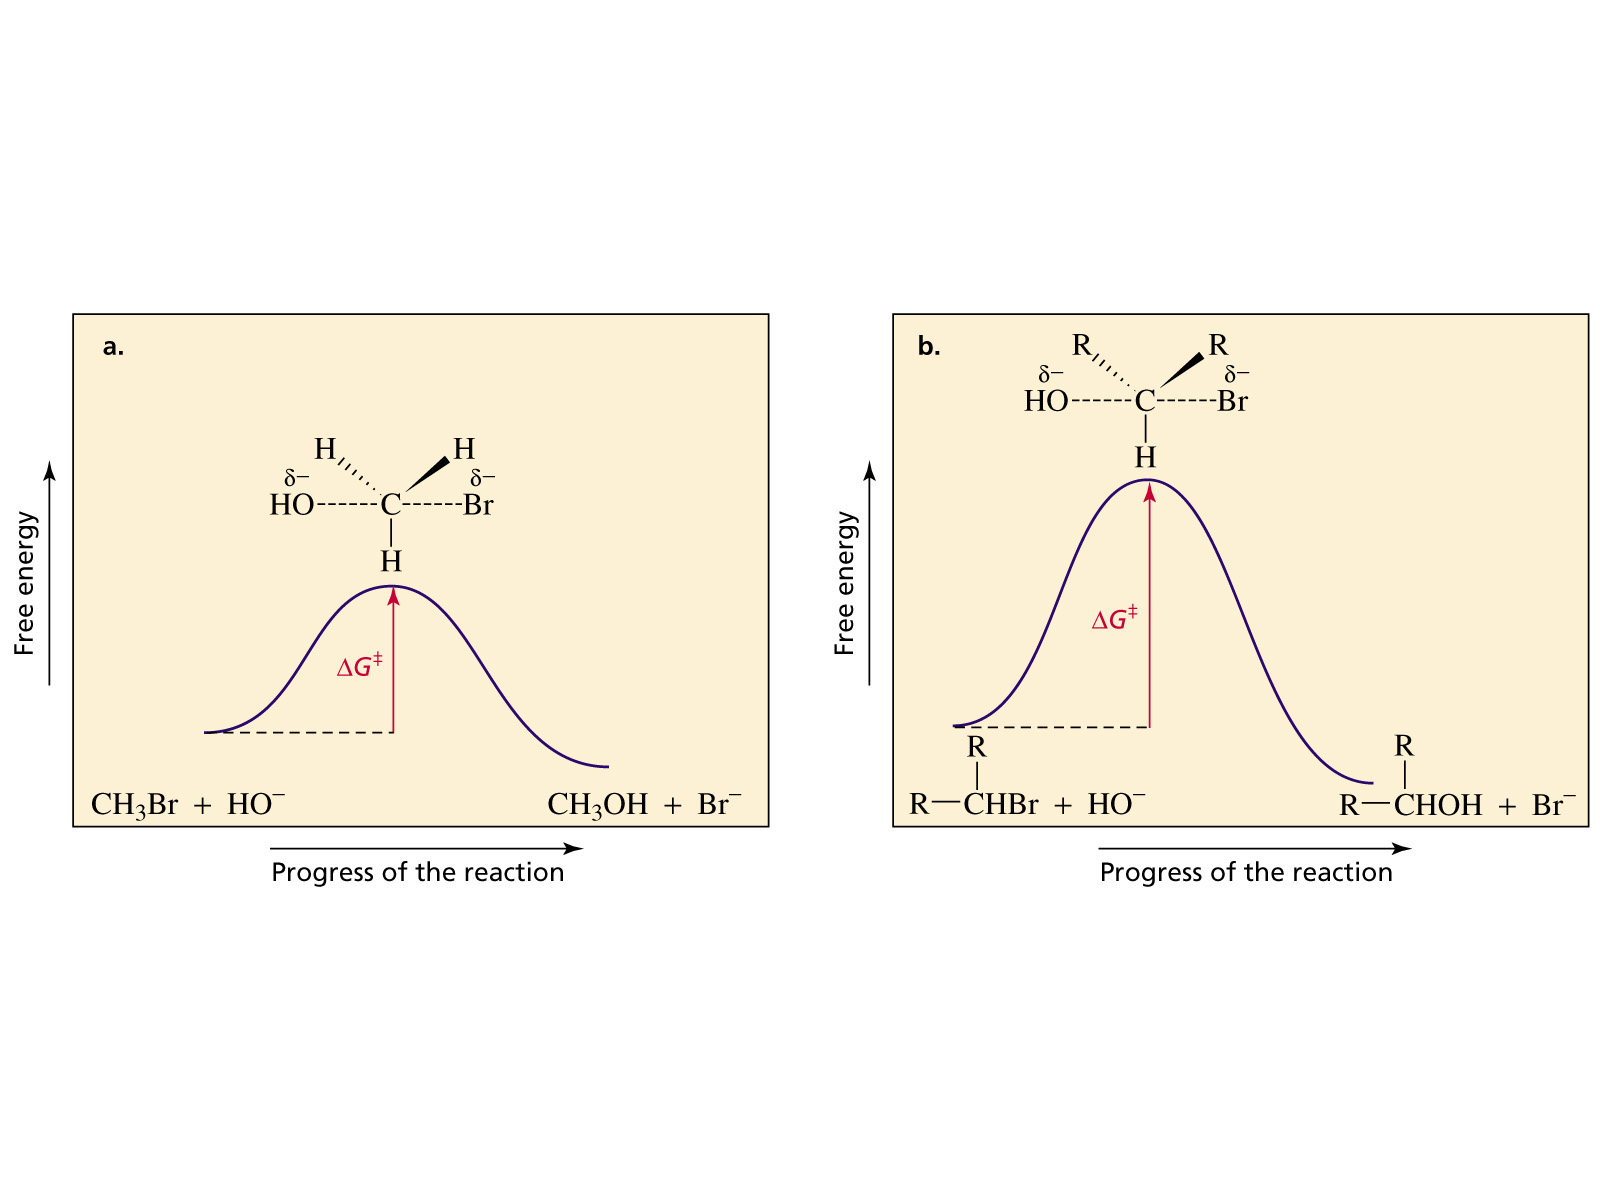 a.
H H
δ− δ−
HO C Br
H
ΔG‡
CH₃Br + HO⁻ CH₃OH + Br⁻
Free energy
Progress of the reaction
b.
R R
δ− δ−
HO C Br
H
ΔG‡
R R
R—CHBr + HO⁻ R—CHOH + Br⁻
Free energy
Progress of the reaction